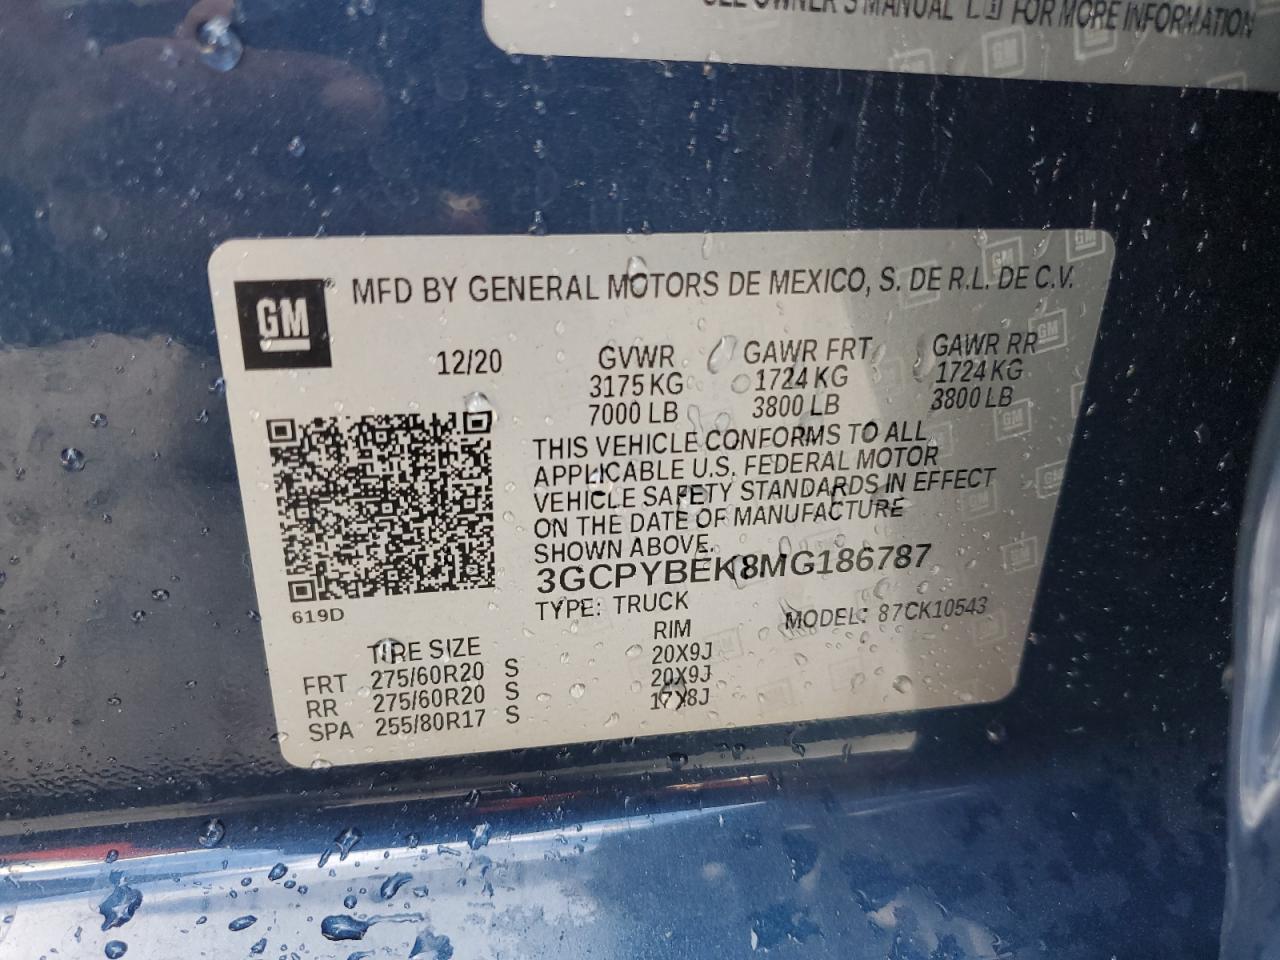 SEE OWNER'S MANUAL FOR MORE INFORMATION
GM
MFD BY GENERAL MOTORS DE MEXICO, S. DE R.L. DE C.V.
12/20 GVWR GAWR FRT GAWR RR
3175 KG 1724 KG 1724 KG
7000 LB 3800 LB 3800 LB
THIS VEHICLE CONFORMS TO ALL
APPLICABLE U.S. FEDERAL MOTOR
VEHICLE SAFETY STANDARDS IN EFFECT
ON THE DATE OF MANUFACTURE
SHOWN ABOVE.
3GCPYBEK8MG186787
619D
TYPE: TRUCK MODEL: 87CK10543
TIRE SIZE RIM
FRT 275/60R20 S 20X9J
RR 275/60R20 S 20X9J
SPA 255/80R17 S 17X8J